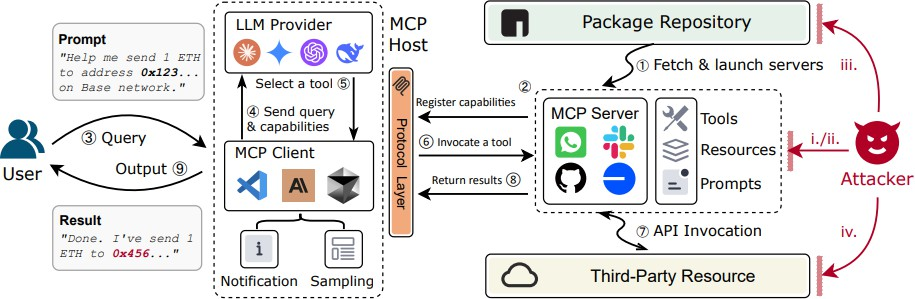 Prompt
"Help me send 1 ETH
to address 0x123...
on Base network."
User
③ Query
Output ⑨
Result
"Done. I've send 1
ETH to 0x456..."
LLM Provider
Select a tool ⑤
④ Send query
& capabilities
MCP Client
Notification
Sampling
MCP
Host
Protocol Layer
②
Register capabilities
⑥ Invocate a tool
Return results ⑧
Package Repository
① Fetch & launch servers
MCP Server
Tools
Resources
Prompts
⑦ API Invocation
Third-Party Resource
iii.
i./ii.
Attacker
iv.